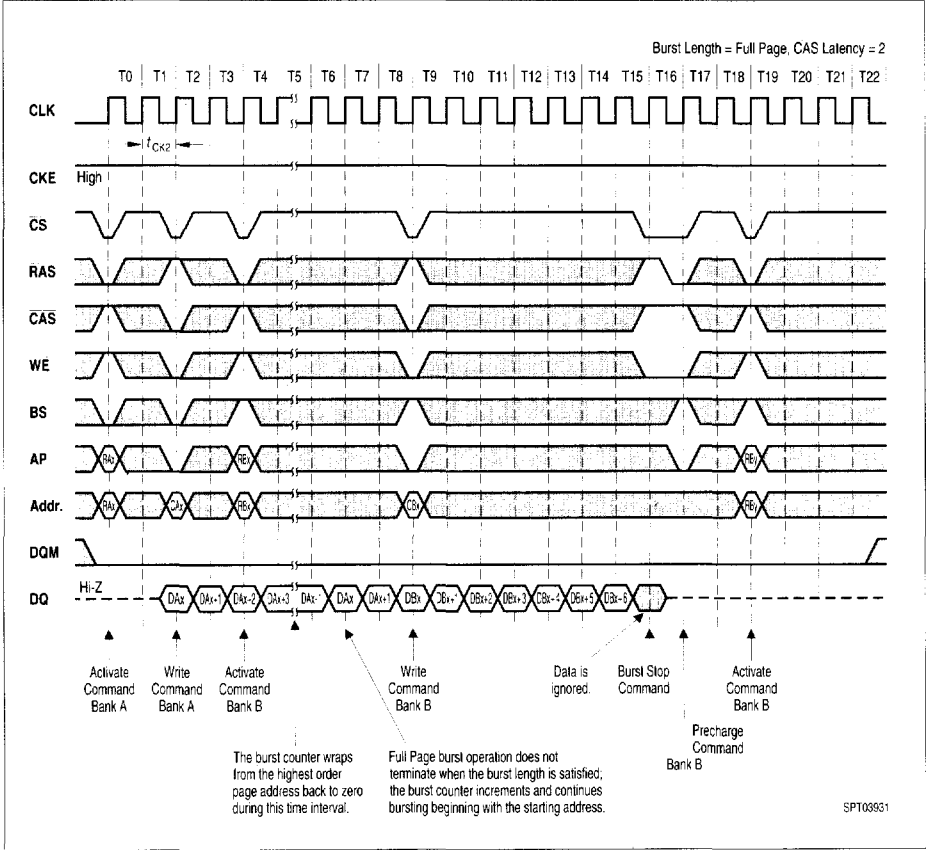 Burst Length = Full Page, CAS Latency = 2
T0 T1 T2 T3 T4 T5 T6 T7 T8 T9 T10 T11 T12 T13 T14 T15 T16 T17 T18 T19 T20 T21 T22
CLK
tCK2
CKE High
CS
RAS
CAS
WE
BS
AP RAx RBx RBy
Addr. RAx CAx RBx CBx RBy
DQM
DQ Hi-Z DAx DAx+1 DAx+2 DAx+3 DAx-1 DAx DAx+1 DBx DBx+1 DBx+2 DBx+3 DBx+4 DBx+5 DBx+6
Activate Command Bank A
Write Command Bank A
Activate Command Bank B
Write Command Bank B
Data is ignored.
Burst Stop Command
Activate Command Bank B
Precharge Command Bank B
The burst counter wraps
from the highest order
page address back to zero
during this time interval.
Full Page burst operation does not
terminate when the burst length is satisfied;
the burst counter increments and continues
bursting beginning with the starting address.
SPT03931